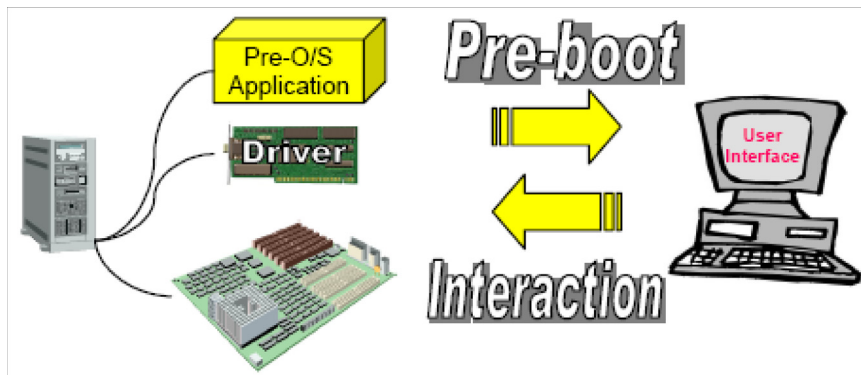 Pre-O/S
Application
Driver
Pre-boot
Interaction
User
Interface